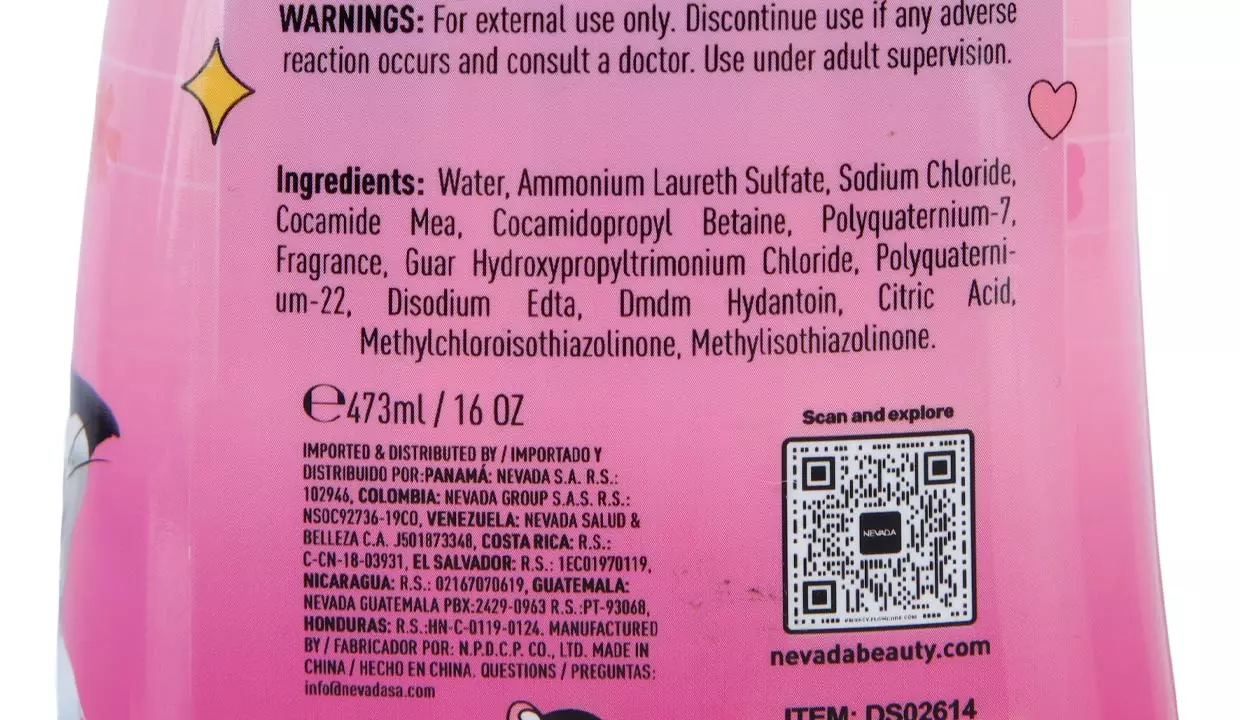 WARNINGS: For external use only. Discontinue use if any adverse
reaction occurs and consult a doctor. Use under adult supervision.
Ingredients: Water, Ammonium Laureth Sulfate, Sodium Chloride,
Cocamide Mea, Cocamidopropyl Betaine, Polyquaternium-7,
Fragrance, Guar Hydroxypropyltrimonium Chloride, Polyquaterni-
um-22, Disodium Edta, Dmdm Hydantoin, Citric Acid,
Methylchloroisothiazolinone, Methylisothiazolinone.
℮473ml / 16 OZ
IMPORTED & DISTRIBUTED BY / IMPORTADO Y
DISTRIBUIDO POR:PANAMÁ: NEVADA S.A. R.S.:
102946, COLOMBIA: NEVADA GROUP S.A.S. R.S.:
NSOC92736-19CO, VENEZUELA: NEVADA SALUD &
BELLEZA C.A. J501873348, COSTA RICA: R.S.:
C-CN-18-03931, EL SALVADOR: R.S.: 1EC01970119,
NICARAGUA: R.S.: 02167070619, GUATEMALA:
NEVADA GUATEMALA PBX:2429-0963 R.S.:PT-93068,
HONDURAS: R.S.:HN-C-0119-0124. MANUFACTURED
BY / FABRICADOR POR: N.P.D.C.P. CO., LTD. MADE IN
CHINA / HECHO EN CHINA. QUESTIONS / PREGUNTAS:
info@nevadasa.com
Scan and explore
NEVADA
PRIVACY.FLOWCODE.COM
nevadabeauty.com
ITEM: DS02614